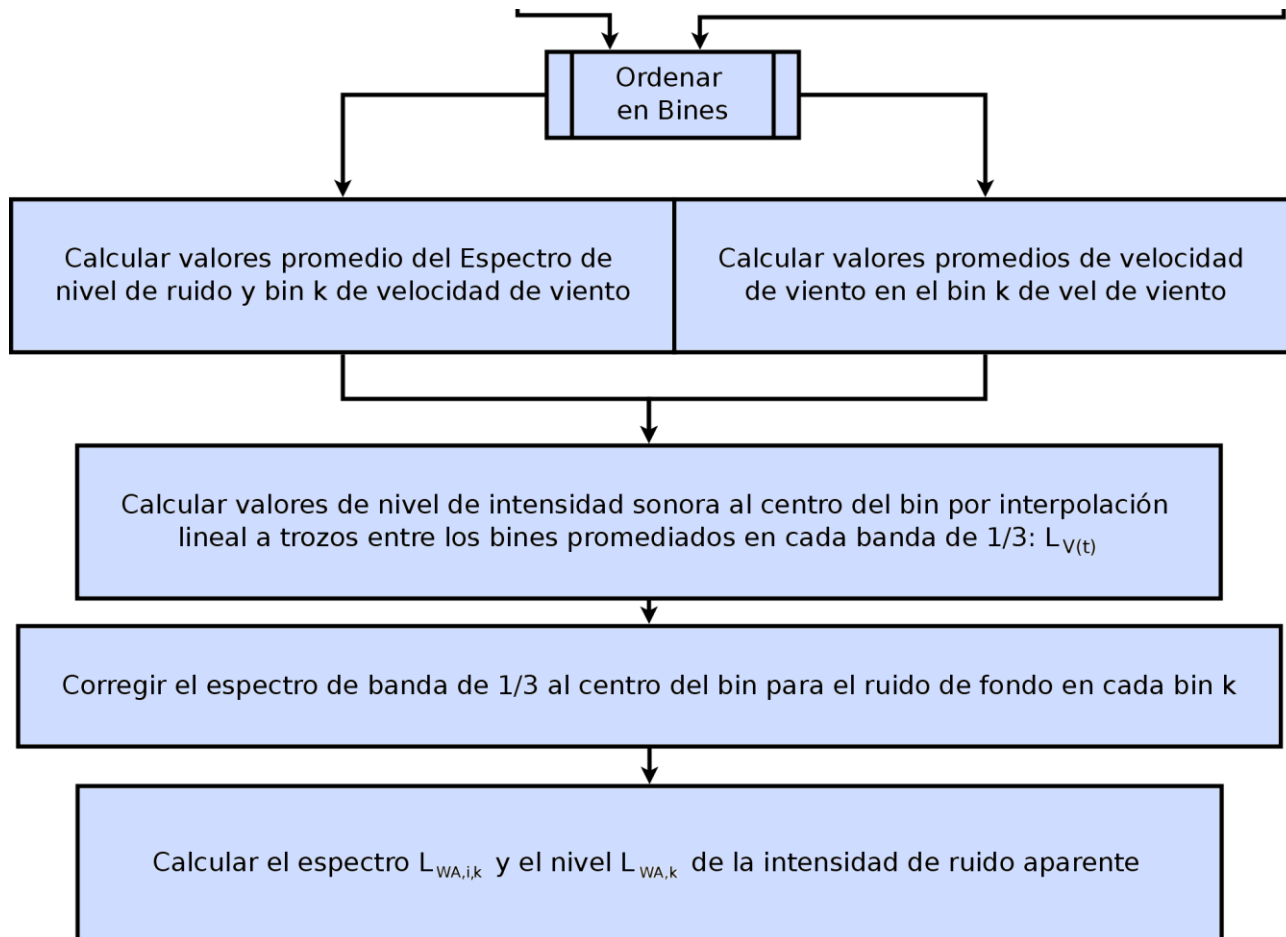 Ordenar
en Bines
Calcular valores promedio del Espectro de
nivel de ruido y bin k de velocidad de viento
Calcular valores promedios de velocidad
de viento en el bin k de vel de viento
Calcular valores de nivel de intensidad sonora al centro del bin por interpolación
lineal a trozos entre los bines promediados en cada banda de 1/3: L V(t)
Corregir el espectro de banda de 1/3 al centro del bin para el ruido de fondo en cada bin k
Calcular el espectro L WA,i,k y el nivel L WA,k de la intensidad de ruido aparente